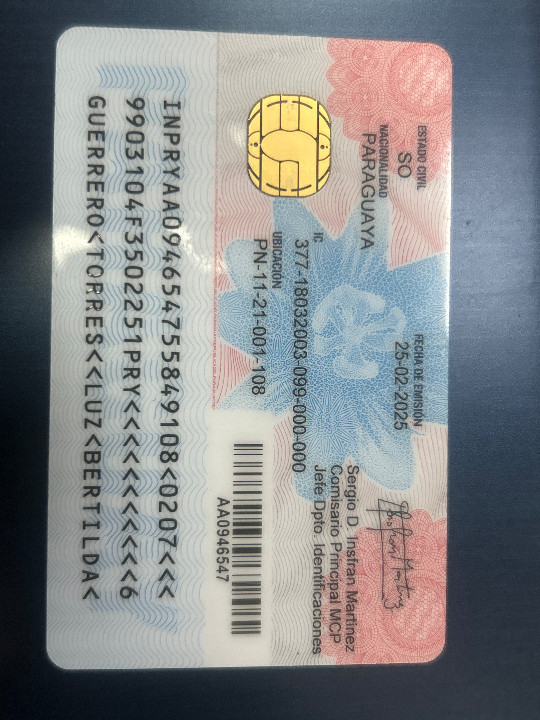 ESTADO CIVIL
SO
NACIONALIDAD
PARAGUAYA
FECHA DE EMISIÓN
25-02-2025
IC
377-18032003-099-000-000
UBICACIÓN
PN-11-21-001-108
Sergio D. Insfran Martinez
Comisario Principal MCP
Jefe Dpto. Identificaciones
AA0946547
INPRYAA094654755849108<0207<<<
9903104F3502251PRY<<<<<<<<<<<6
GUERRERO<TORRES<<LUZ<BERTILDA<